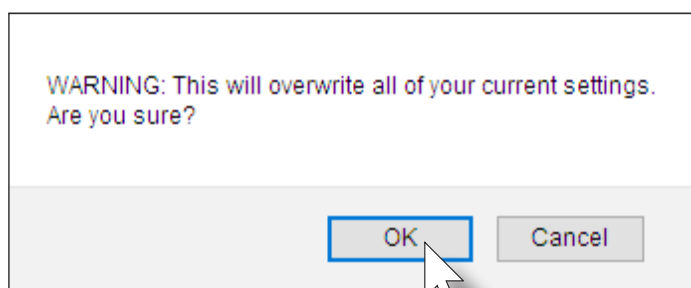 WARNING: This will overwrite all of your current settings.
Are you sure?
OK
Cancel